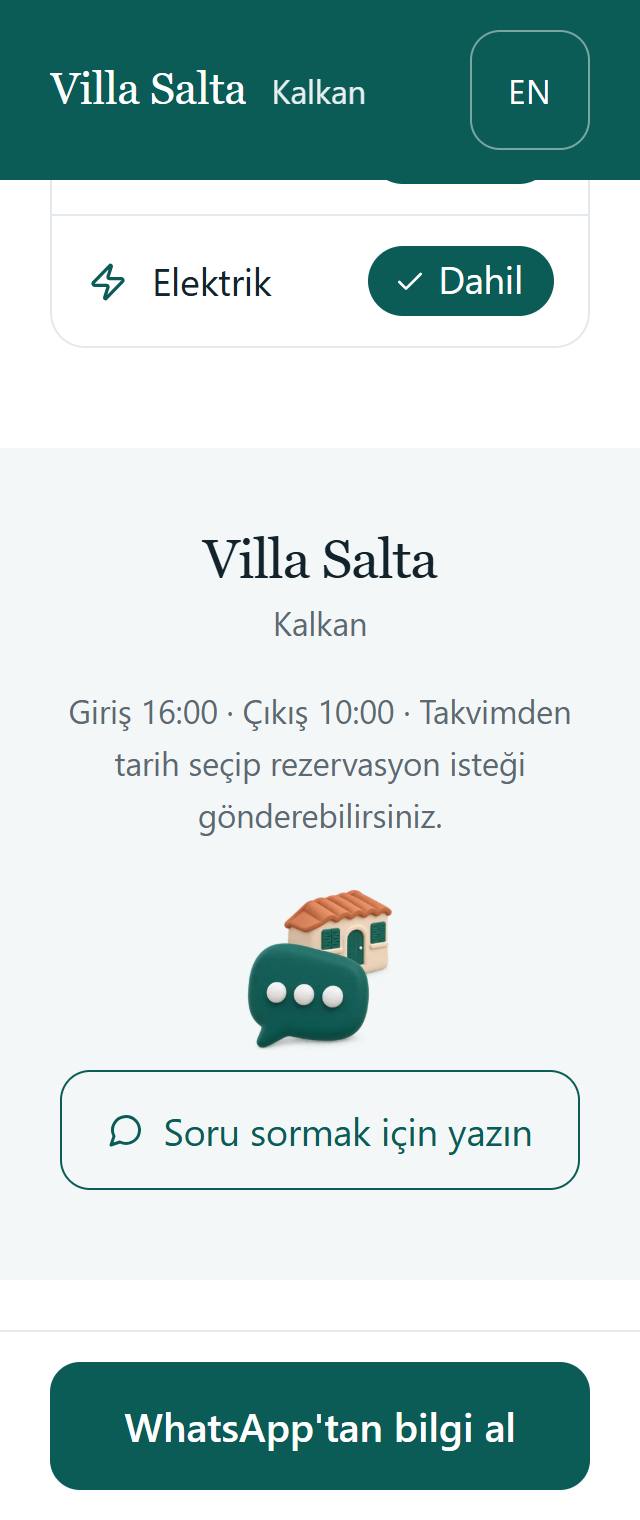 Villa Salta Kalkan EN
Elektrik Dahil
Villa Salta
Kalkan
Giriş 16:00 · Çıkış 10:00 · Takvimden
tarih seçip rezervasyon isteği
gönderebilirsiniz.
Soru sormak için yazın
WhatsApp'tan bilgi al